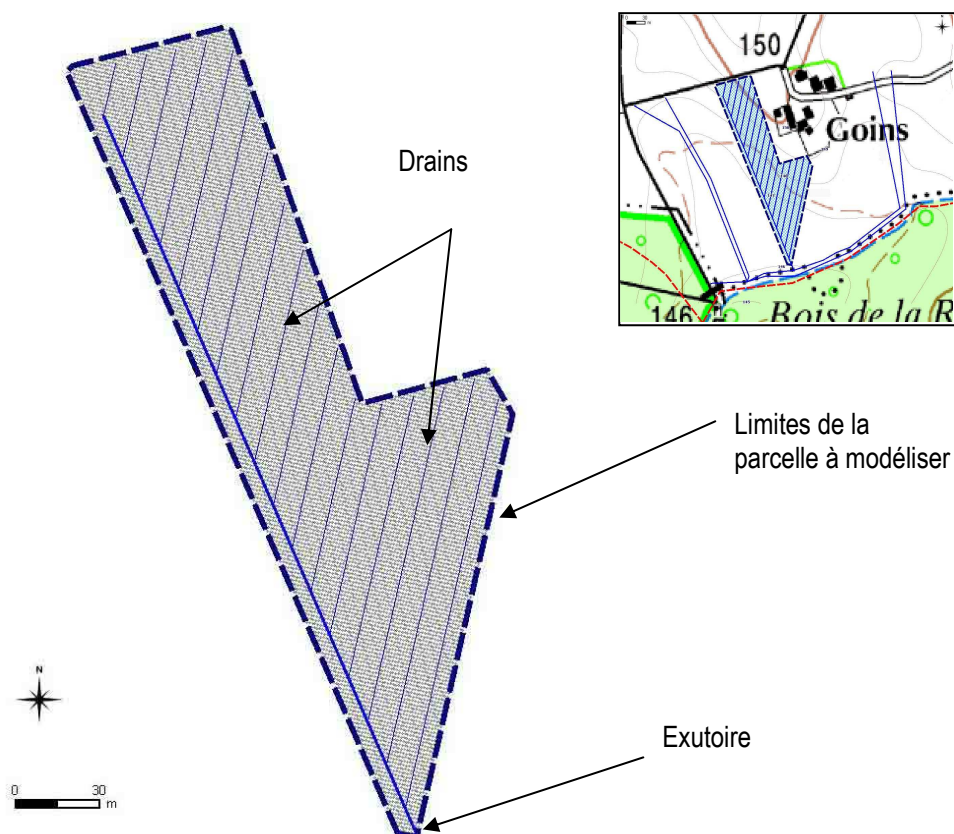 150
Goins
146
Bois de la R
Drains
Limites de la
parcelle à modéliser
Exutoire
N
0 30 m